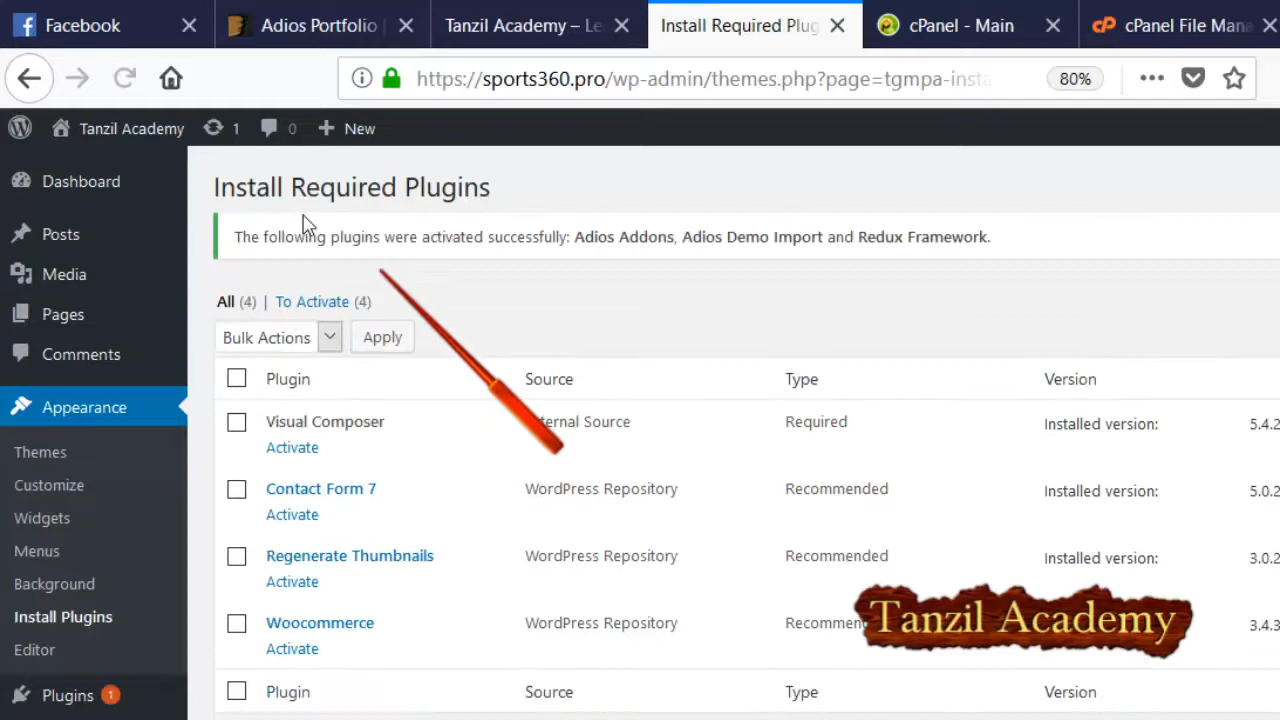 Facebook
Adios Portfolio
Tanzil Academy – Le
Install Required Plug
cPanel - Main
cPanel File Mana
https://sports360.pro/wp-admin/themes.php?page=tgmpa-insta
80%
Tanzil Academy
1
0
New
Dashboard
Posts
Media
Pages
Comments
Appearance
Themes
Customize
Widgets
Menus
Background
Install Plugins
Editor
Plugins 1
Install Required Plugins
The following plugins were activated successfully: Adios Addons, Adios Demo Import and Redux Framework.
All (4) | To Activate (4)
Bulk Actions
Apply
Plugin Source Type Version
Visual Composer ternal Source Required Installed version: 5.4.2
Activate
Contact Form 7 WordPress Repository Recommended Installed version: 5.0.2
Activate
Regenerate Thumbnails WordPress Repository Recommended Installed version: 3.0.2
Activate
Woocommerce WordPress Repository Recommen 3.4.3
Activate
Tanzil Academy
Plugin Source Type Version